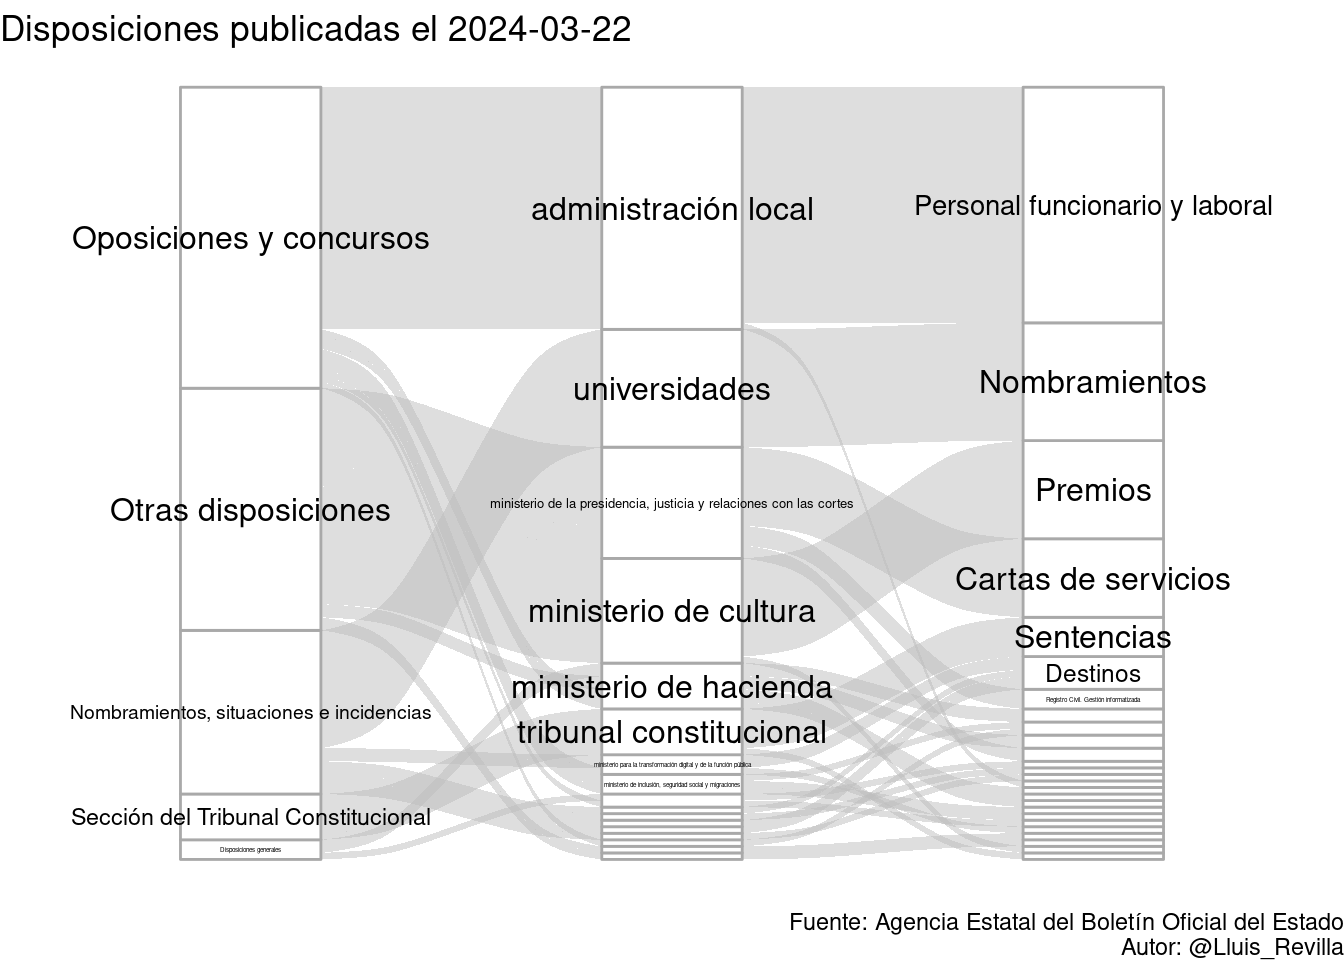 Disposiciones publicadas el 2024-03-22
Oposiciones y concursos
Otras disposiciones
Nombramientos, situaciones e incidencias
Sección del Tribunal Constitucional
Disposiciones generales
administración local
universidades
ministerio de la presidencia, justicia y relaciones con las cortes
ministerio de cultura
ministerio de hacienda
tribunal constitucional
ministerio para la transformación digital y de la función pública
ministerio de inclusión, seguridad social y migraciones
Personal funcionario y laboral
Nombramientos
Premios
Cartas de servicios
Sentencias
Destinos
Registro Civil. Gestión informatizada
Fuente: Agencia Estatal del Boletín Oficial del Estado
Autor: @Lluis_Revilla